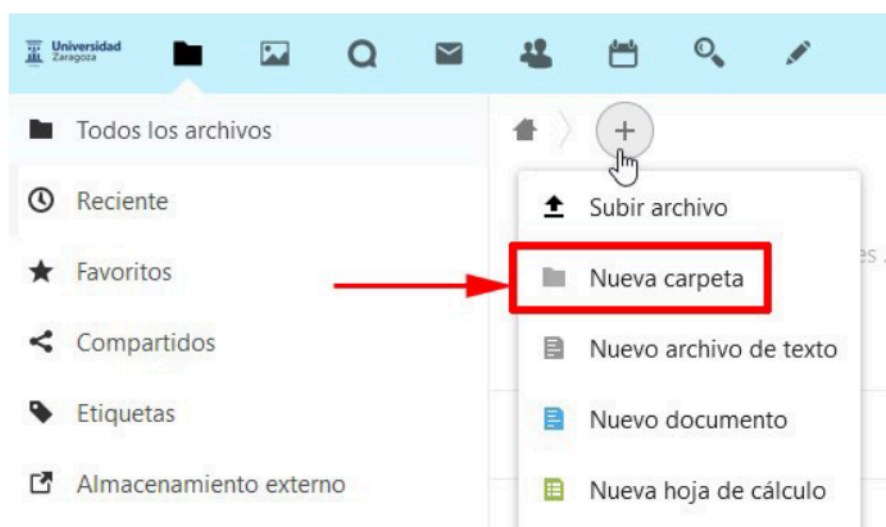 Universidad
Zaragoza
Todos los archivos
Reciente
Favoritos
Compartidos
Etiquetas
Almacenamiento externo
Subir archivo
Nueva carpeta
Nuevo archivo de texto
Nuevo documento
Nueva hoja de cálculo